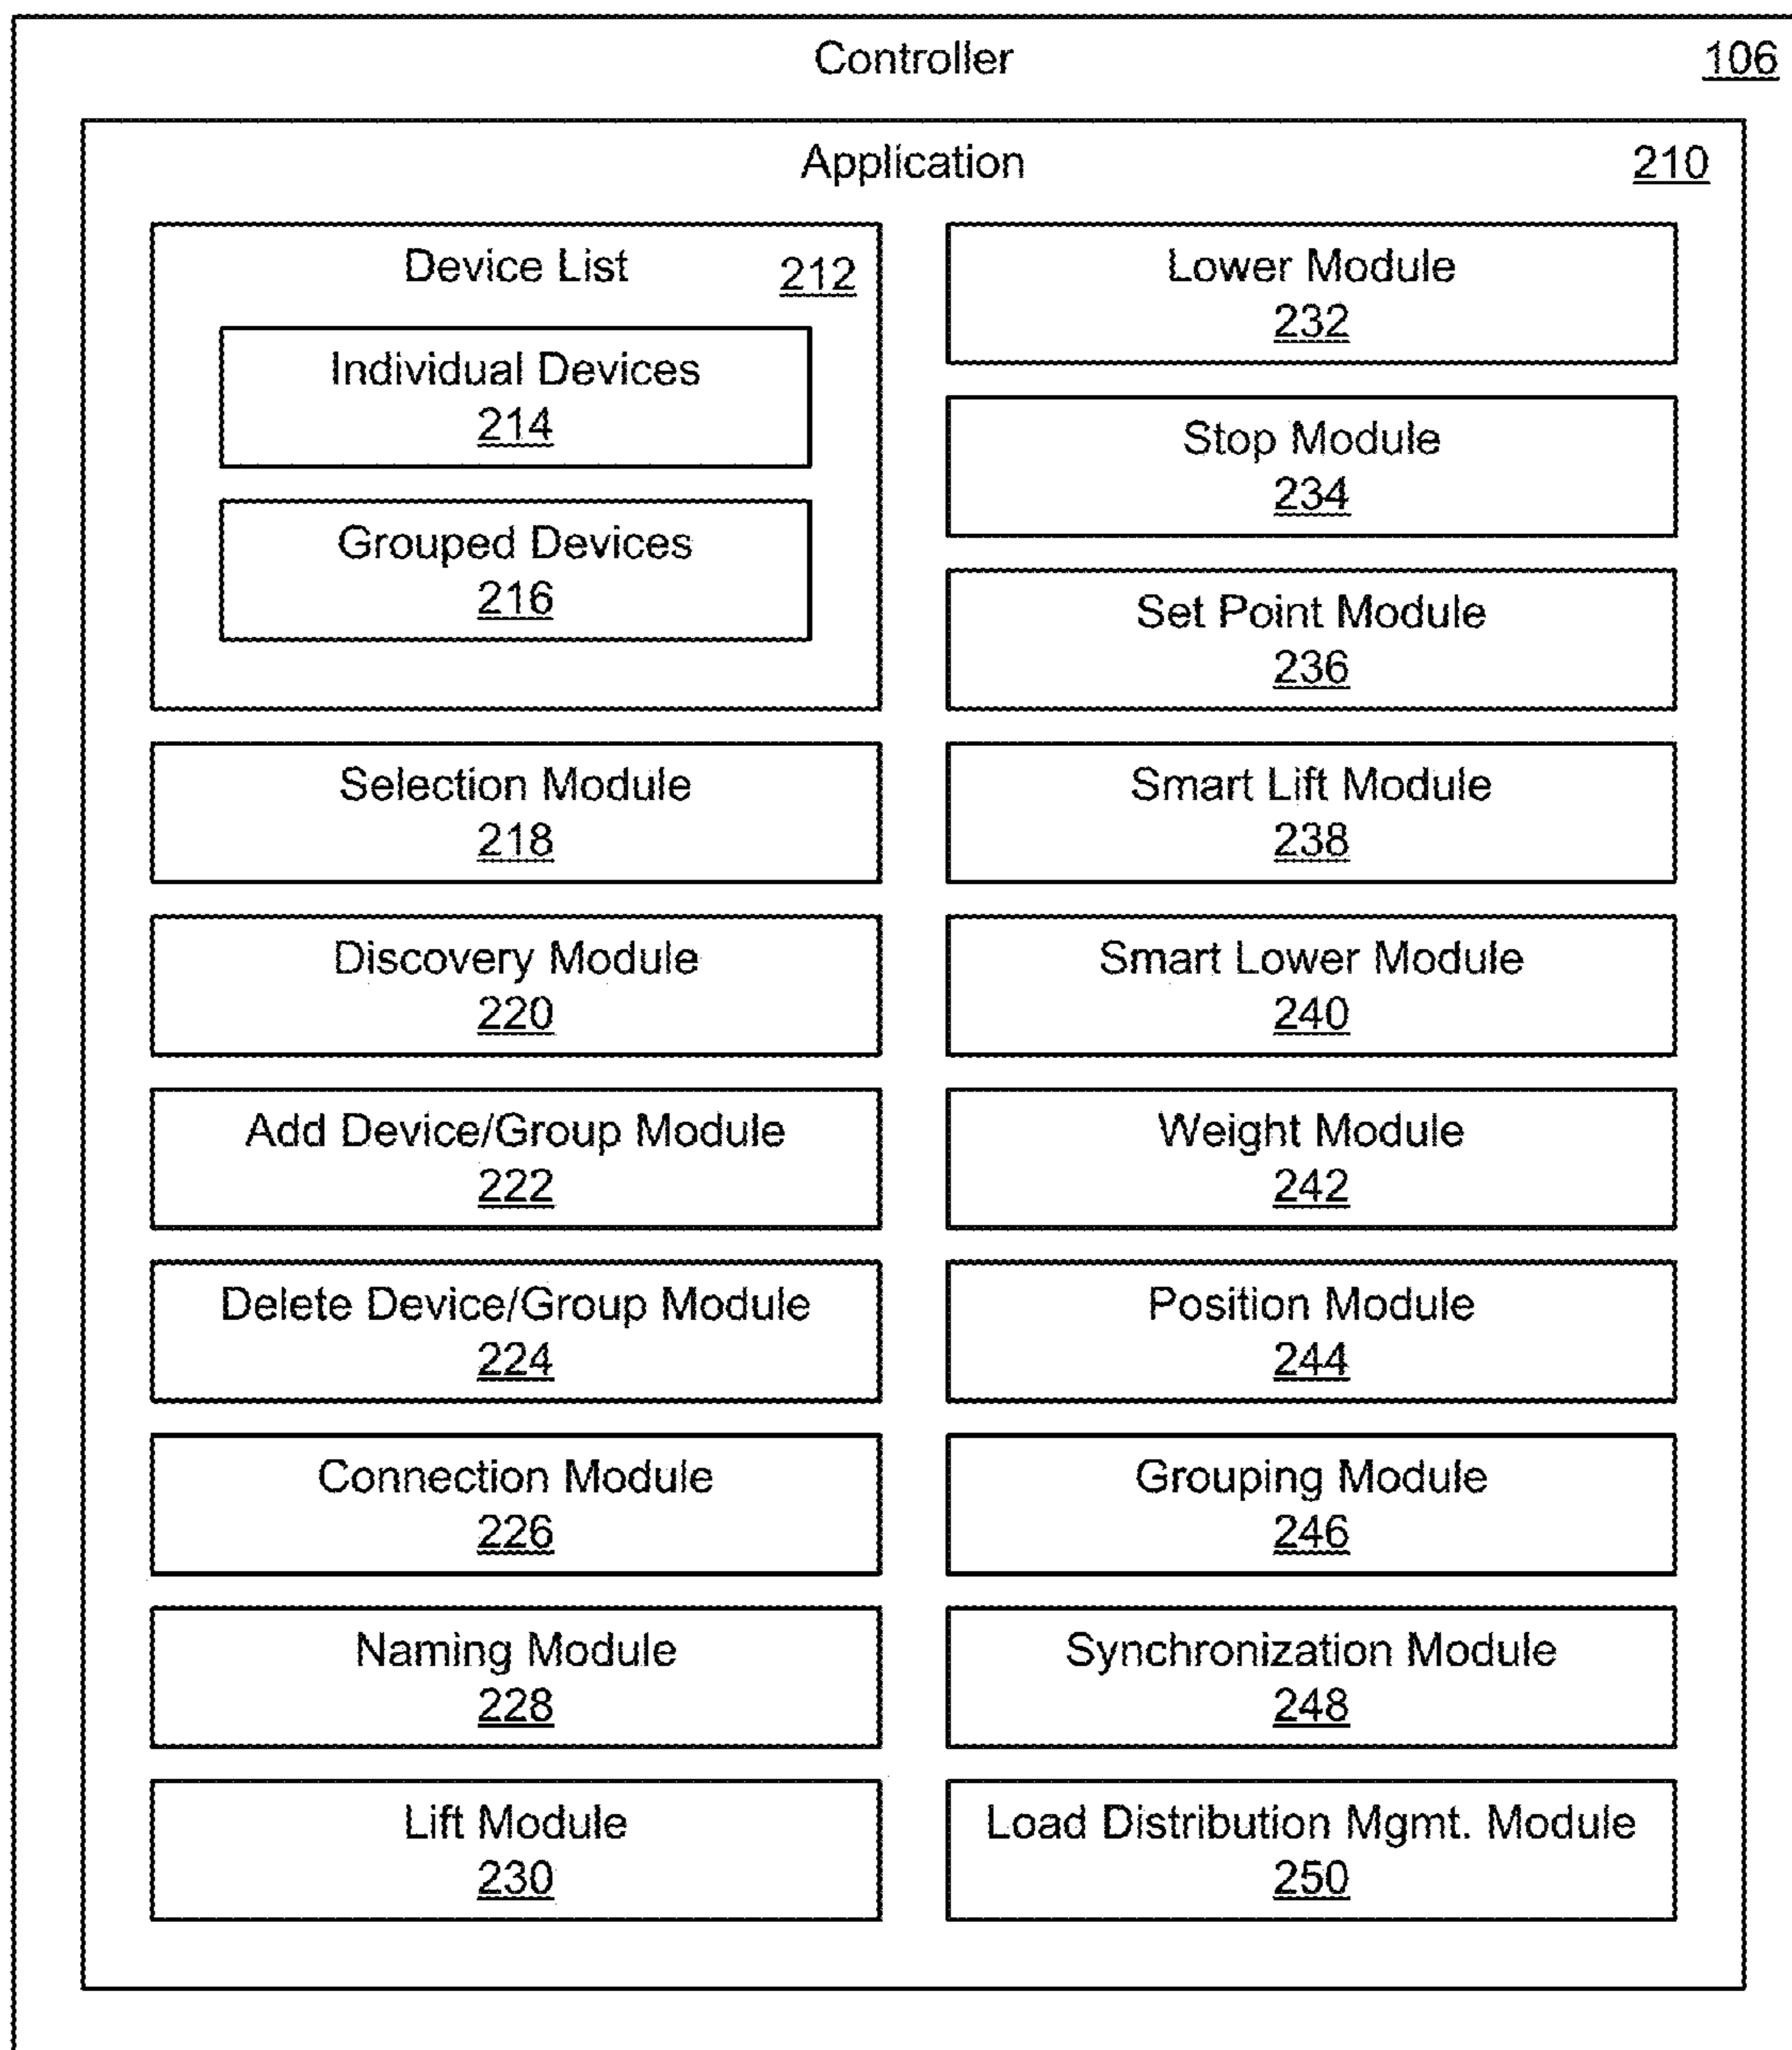 Controller 106
Application 210
Device List 212
Individual Devices
214
Grouped Devices
216
Selection Module
218
Discovery Module
220
Add Device/Group Module
222
Delete Device/Group Module
224
Connection Module
226
Naming Module
228
Lift Module
230
Lower Module
232
Stop Module
234
Set Point Module
236
Smart Lift Module
238
Smart Lower Module
240
Weight Module
242
Position Module
244
Grouping Module
246
Synchronization Module
248
Load Distribution Mgmt. Module
250